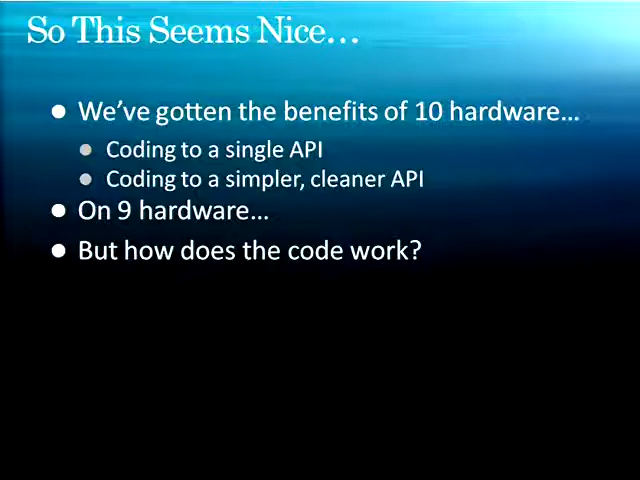 So This Seems Nice…
We've gotten the benefits of 10 hardware…
Coding to a single API
Coding to a simpler, cleaner API
On 9 hardware…
But how does the code work?